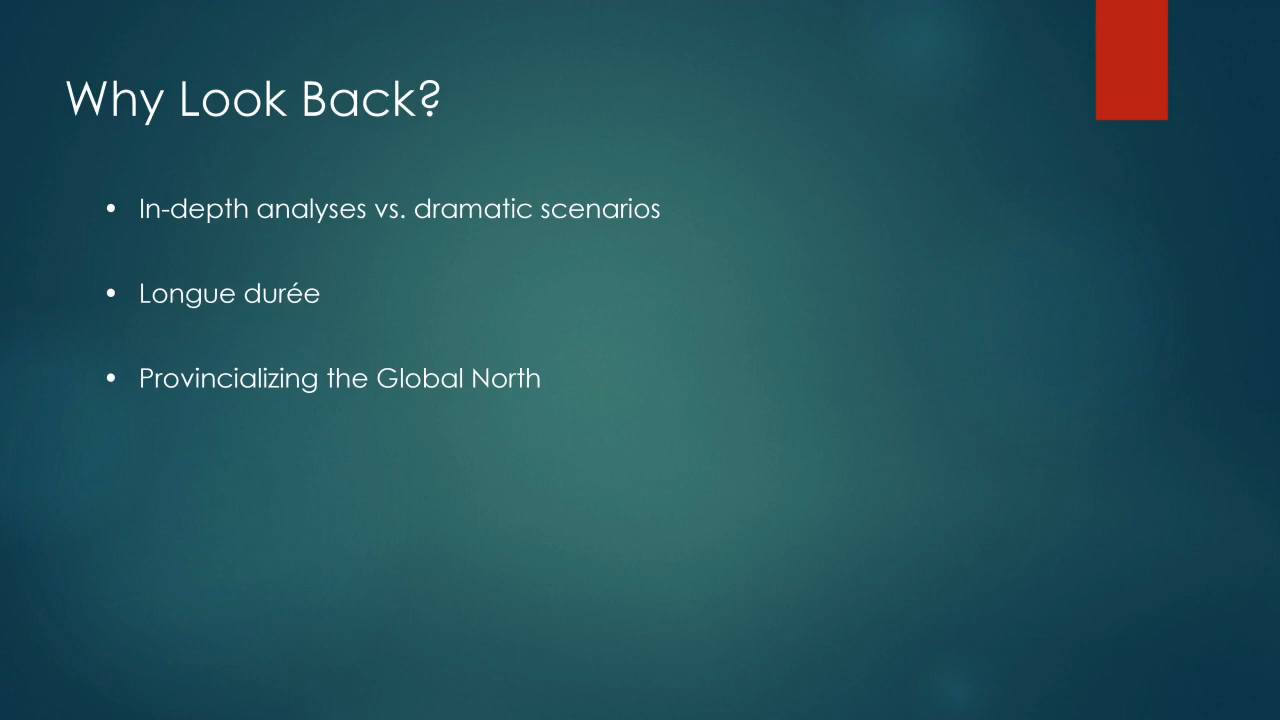 Why Look Back?
• In-depth analyses vs. dramatic scenarios
• Longue durée
• Provincializing the Global North